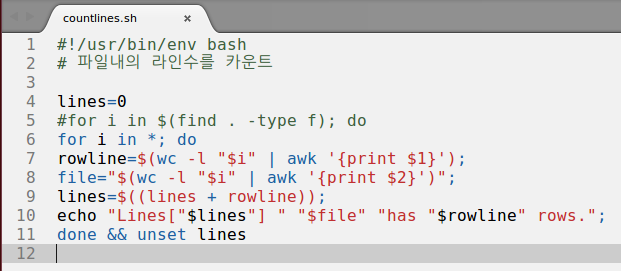 countlines.sh ×
1 #!/usr/bin/env bash
2 # 파일내의 라인수를 카운트
3
4 lines=0
5 #for i in $(find . -type f); do
6 for i in *; do
7 rowline=$(wc -l "$i" | awk '{print $1}');
8 file="$(wc -l "$i" | awk '{print $2}')";
9 lines=$((lines + rowline));
10 echo "Lines["$lines"] " "$file" "has "$rowline" rows.";
11 done && unset lines
12